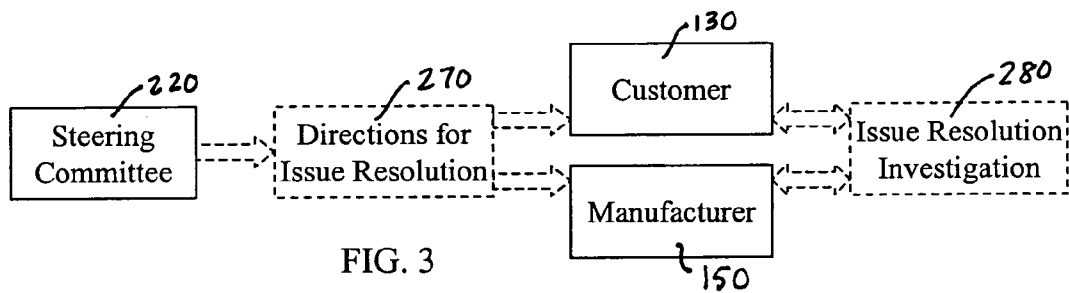 220
Steering
Committee
270
Directions for
Issue Resolution
130
Customer
Manufacturer
150
280
Issue Resolution
Investigation
FIG. 3